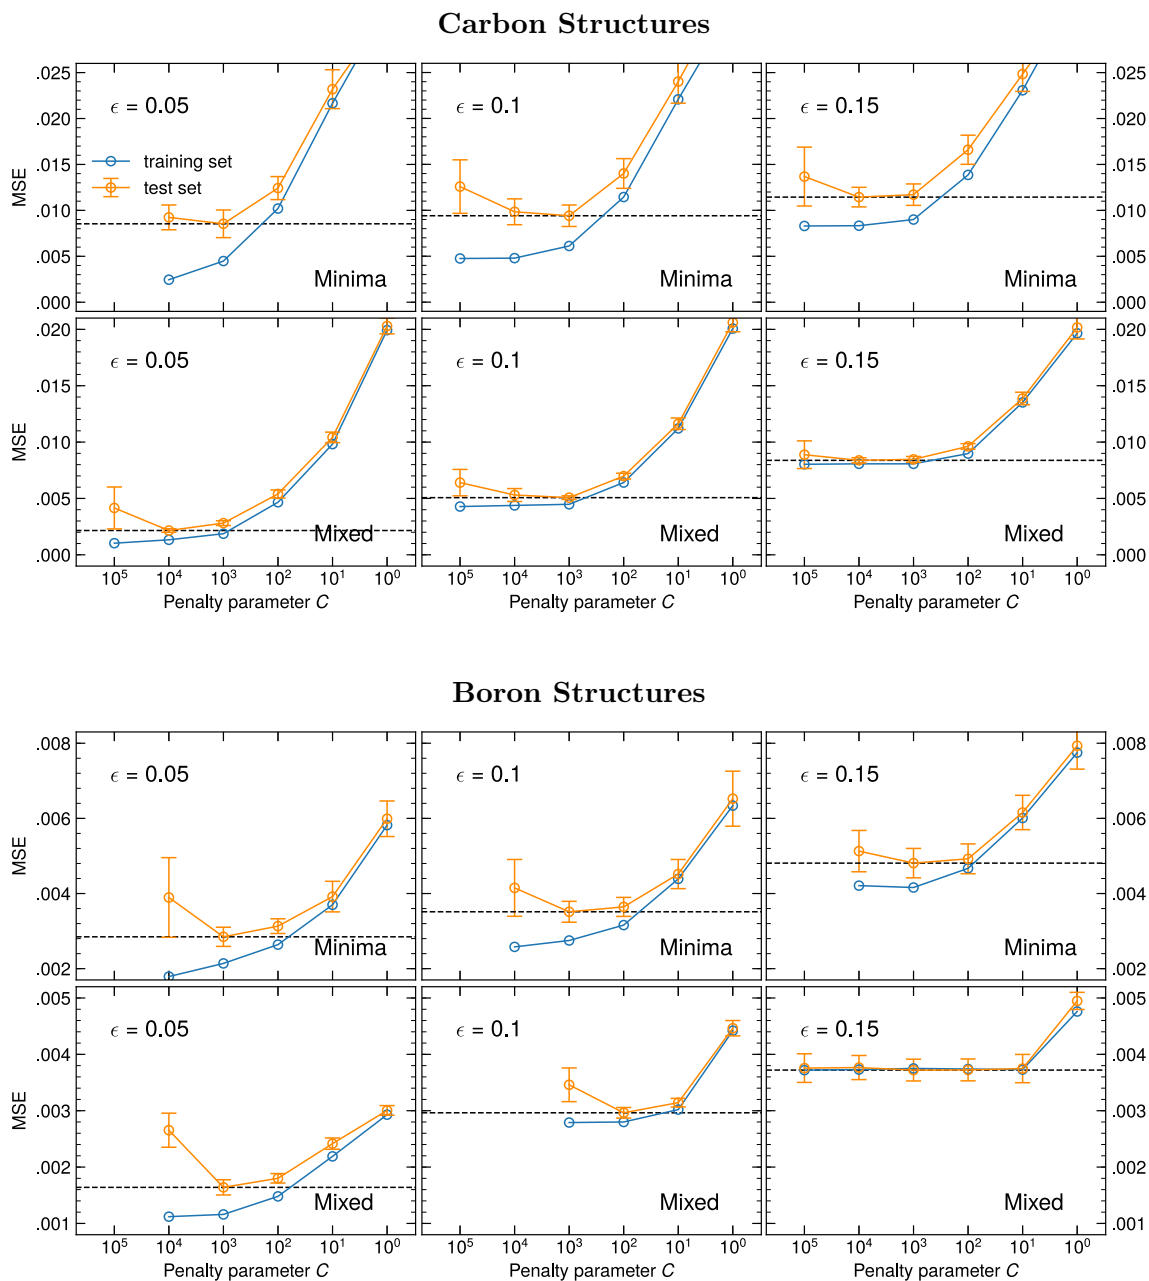 Carbon Structures
.025
.020
.015
.010
.005
.000
MSE
ϵ = 0.05
training set
test set
Minima
ϵ = 0.1
Minima
ϵ = 0.15
Minima
.025
.020
.015
.010
.005
.000
.020
.015
.010
.005
.000
MSE
ϵ = 0.05
Mixed
ϵ = 0.1
Mixed
ϵ = 0.15
Mixed
.020
.015
.010
.005
.000
10⁵ 10⁴ 10³ 10² 10¹ 10⁰
10⁵ 10⁴ 10³ 10² 10¹ 10⁰
10⁵ 10⁴ 10³ 10² 10¹ 10⁰
Penalty parameter C
Penalty parameter C
Penalty parameter C
Boron Structures
.008
.006
.004
.002
MSE
ϵ = 0.05
Minima
ϵ = 0.1
Minima
ϵ = 0.15
Minima
.008
.006
.004
.002
.005
.004
.003
.002
.001
MSE
ϵ = 0.05
Mixed
ϵ = 0.1
Mixed
ϵ = 0.15
Mixed
.005
.004
.003
.002
.001
10⁵ 10⁴ 10³ 10² 10¹ 10⁰
10⁵ 10⁴ 10³ 10² 10¹ 10⁰
10⁵ 10⁴ 10³ 10² 10¹ 10⁰
Penalty parameter C
Penalty parameter C
Penalty parameter C